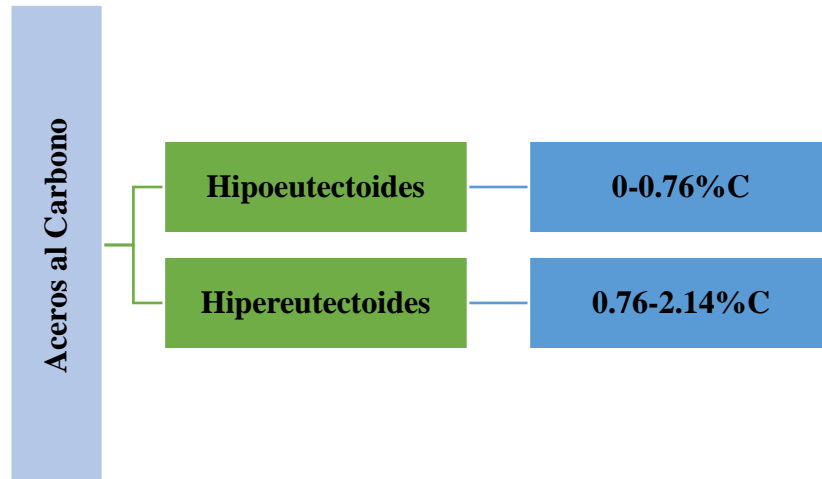 Aceros al Carbono
Hipoeutectoides
0-0.76%C
Hipereutectoides
0.76-2.14%C